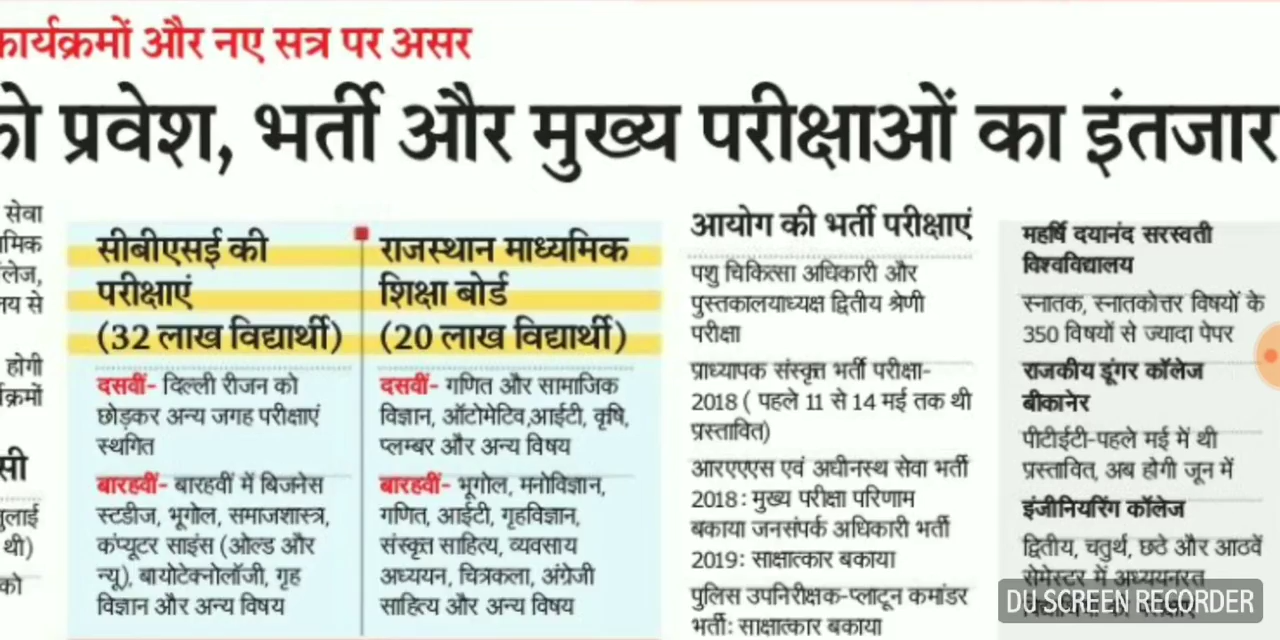 कार्यक्रमों और नए सत्र पर असर
को प्रवेश, भर्ती और मुख्य परीक्षाओं का इंतजार
सेवा
होगी
थी)
को
सीबीएसई की
परीक्षाएं
(32 लाख विद्यार्थी)
दसवीं- दिल्ली रीजन को
छोड़कर अन्य जगह परीक्षाएं
स्थगित
बारहवीं- बारहवीं में बिजनेस
स्टडीज, भूगोल, समाजशास्त्र,
कंप्यूटर साइंस (ओल्ड और
न्यू), बायोटेक्नोलॉजी, गृह
विज्ञान और अन्य विषय
राजस्थान माध्यमिक
शिक्षा बोर्ड
(20 लाख विद्यार्थी)
दसवीं- गणित और सामाजिक
विज्ञान, ऑटोमेटिव,आईटी, कृषि,
प्लम्बर और अन्य विषय
बारहवीं- भूगोल, मनोविज्ञान,
गणित, आईटी, गृहविज्ञान,
संस्कृत साहित्य, व्यवसाय
अध्ययन, चित्रकला, अंग्रेजी
साहित्य और अन्य विषय
आयोग की भर्ती परीक्षाएं
पशु चिकित्सा अधिकारी और
पुस्तकालयाध्यक्ष द्वितीय श्रेणी
परीक्षा
प्राध्यापक संस्कृत भर्ती परीक्षा-
2018 ( पहले 11 से 14 मई तक थी
प्रस्तावित)
आरएएएस एवं अधीनस्थ सेवा भर्ती
2018: मुख्य परीक्षा परिणाम
बकाया जनसंपर्क अधिकारी भर्ती
2019: साक्षात्कार बकाया
पुलिस उपनिरीक्षक-प्लाटून कमांडर
भर्ती: साक्षात्कार बकाया
महर्षि दयानंद सरस्वती
विश्वविद्यालय
स्नातक, स्नातकोत्तर विषयों के
350 विषयों से ज्यादा पेपर
राजकीय डूंगर कॉलेज
बीकानेर
पीटीईटी-पहले मई में थी
प्रस्तावित, अब होगी जून में
इंजीनियरिंग कॉलेज
द्वितीय, चतुर्थ, छठे और आठवें
सेमेस्टर में अध्ययनरत
DU SCREEN RECORDER